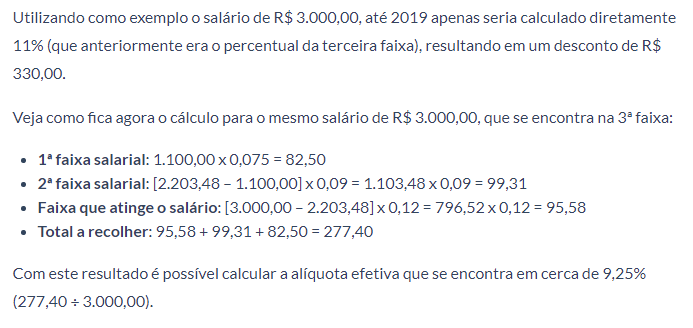 Utilizando como exemplo o salário de R$ 3.000,00, até 2019 apenas seria calculado diretamente
11% (que anteriormente era o percentual da terceira faixa), resultando em um desconto de R$
330,00.
Veja como fica agora o cálculo para o mesmo salário de R$ 3.000,00, que se encontra na 3ª faixa:
• 1ª faixa salarial: 1.100,00 x 0,075 = 82,50
• 2ª faixa salarial: [2.203,48 – 1.100,00] x 0,09 = 1.103,48 x 0,09 = 99,31
• Faixa que atinge o salário: [3.000,00 – 2.203,48] x 0,12 = 796,52 x 0,12 = 95,58
• Total a recolher: 95,58 + 99,31 + 82,50 = 277,40
Com este resultado é possível calcular a alíquota efetiva que se encontra em cerca de 9,25%
(277,40 ÷ 3.000,00).